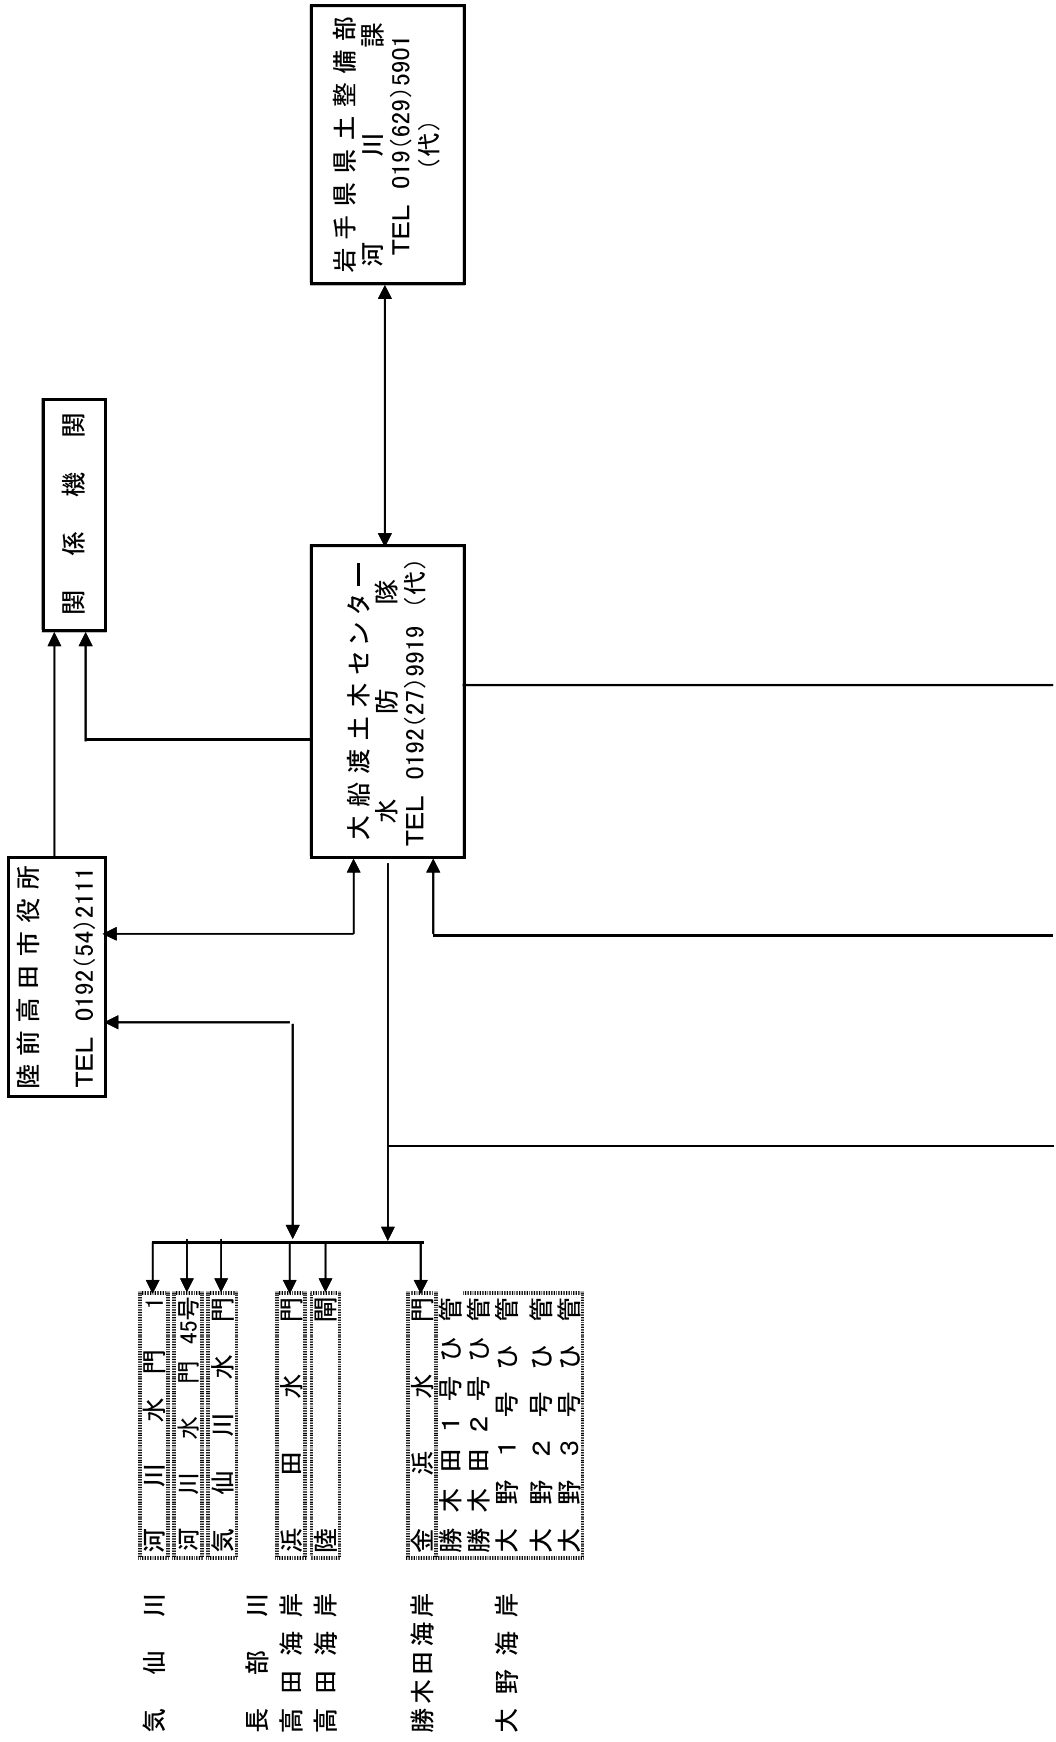 陸前高田市役所
TEL 0192(54)2111
関係機関
気仙川 河川水門1
河川水門45号
気仙川水門
長部川
高田海岸 浜田水門
高田海岸 陸閘
大船渡土木センター
水防隊
TEL 0192(27)9919 (代)
岩手県県土整備部
河川課
TEL 019(629)5901
(代)
勝木田海岸 金浜水門
勝木田1号ひ管
勝木田2号ひ管
大野海岸 大野1号ひ管
大野2号ひ管
大野3号ひ管